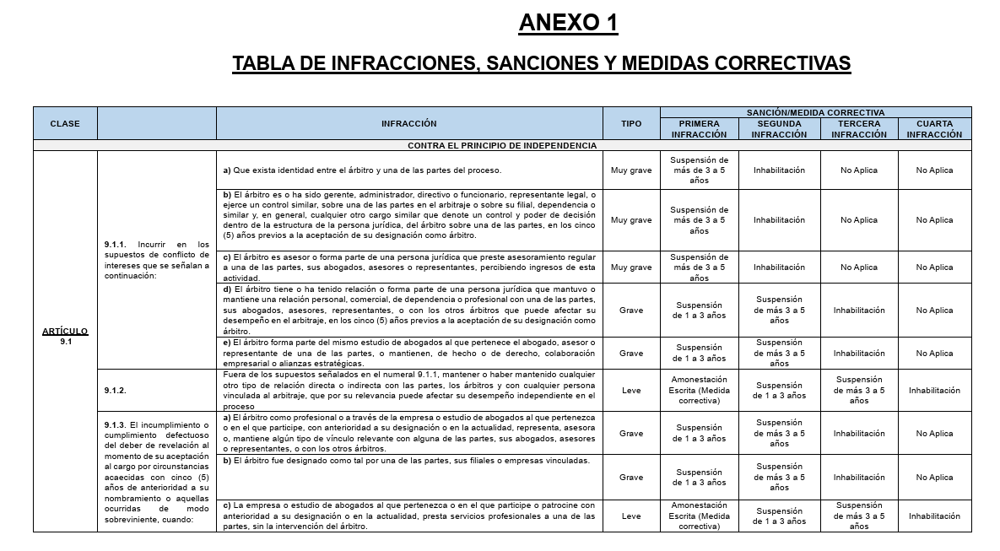 ANEXO 1
TABLA DE INFRACCIONES, SANCIONES Y MEDIDAS CORRECTIVAS
CLASE
INFRACCIÓN
TIPO
SANCIÓN/MEDIDA CORRECTIVA
PRIMERA
INFRACCIÓN
SEGUNDA
INFRACCIÓN
TERCERA
INFRACCIÓN
CUARTA
INFRACCIÓN
CONTRA EL PRINCIPIO DE INDEPENDENCIA
ARTÍCULO
9.1
9.1.1. Incurrir en los
supuestos de conflicto de
intereses que se señalan a
continuación:
a) Que exista identidad entre el árbitro y una de las partes del proceso.
Muy grave
Suspensión de
más de 3 a 5
años
Inhabilitación
No Aplica
No Aplica
b) El árbitro es o ha sido gerente, administrador, directivo o funcionario, representante legal, o
ejerce un control similar, sobre una de las partes en el arbitraje o sobre su filial, dependencia o
similar y, en general, cualquier otro cargo similar que denote un control y poder de decisión
dentro de la estructura de la persona jurídica, del árbitro sobre una de las partes, en los cinco
(5) años previos a la aceptación de su designación como árbitro.
Muy grave
Suspensión de
más de 3 a 5
años
Inhabilitación
No Aplica
No Aplica
c) El árbitro es asesor o forma parte de una persona jurídica que preste asesoramiento regular
a una de las partes, sus abogados, asesores o representantes, percibiendo ingresos de esta
actividad.
Muy grave
Suspensión de
más de 3 a 5
años
Inhabilitación
No Aplica
No Aplica
d) El árbitro tiene o ha tenido relación o forma parte de una persona jurídica que mantuvo o
mantiene una relación personal, comercial, de dependencia o profesional con una de las partes,
sus abogados, asesores, representantes, o con los otros árbitros que puede afectar su
desempeño en el arbitraje, en los cinco (5) años previos a la aceptación de su designación como
árbitro.
Grave
Suspensión
de 1 a 3 años
Suspensión
de más 3 a 5
años
Inhabilitación
No Aplica
e) El árbitro forma parte del mismo estudio de abogados al que pertenece el abogado, asesor o
representante de una de las partes, o mantienen, de hecho o de derecho, colaboración
empresarial o alianzas estratégicas.
Grave
Suspensión
de 1 a 3 años
Suspensión
de más 3 a 5
años
Inhabilitación
No Aplica
9.1.2.
Fuera de los supuestos señalados en el numeral 9.1.1, mantener o haber mantenido cualquier
otro tipo de relación directa o indirecta con las partes, los árbitros y con cualquier persona
vinculada al arbitraje, que por su relevancia puede afectar su desempeño independiente en el
proceso
Leve
Amonestación
Escrita (Medida
correctiva)
Suspensión
de 1 a 3 años
Suspensión
de más 3 a 5
años
Inhabilitación
9.1.3. El incumplimiento o
cumplimiento defectuoso
del deber de revelación al
momento de su aceptación
al cargo por circunstancias
acaecidas con cinco (5)
años de anterioridad a su
nombramiento o aquellas
ocurridas de modo
sobreviniente, cuando:
a) El árbitro como profesional o a través de la empresa o estudio de abogados al que pertenezca
o en el que participe, con anterioridad a su designación o en la actualidad, representa, asesora
o, mantiene algún tipo de vínculo relevante con alguna de las partes, sus abogados, asesores
o representantes, o con los otros árbitros.
Grave
Suspensión
de 1 a 3 años
Suspensión
de más 3 a 5
años
Inhabilitación
No Aplica
b) El árbitro fue designado como tal por una de las partes, sus filiales o empresas vinculadas.
Grave
Suspensión
de 1 a 3 años
Suspensión
de más 3 a 5
años
Inhabilitación
No Aplica
c) La empresa o estudio de abogados al que pertenezca o en el que participe o patrocine con
anterioridad a su designación o en la actualidad, presta servicios profesionales a una de las
partes, sin la intervención del árbitro.
Leve
Amonestación
Escrita (Medida
correctiva)
Suspensión
de 1 a 3 años
Suspensión
de más 3 a 5
años
Inhabilitación